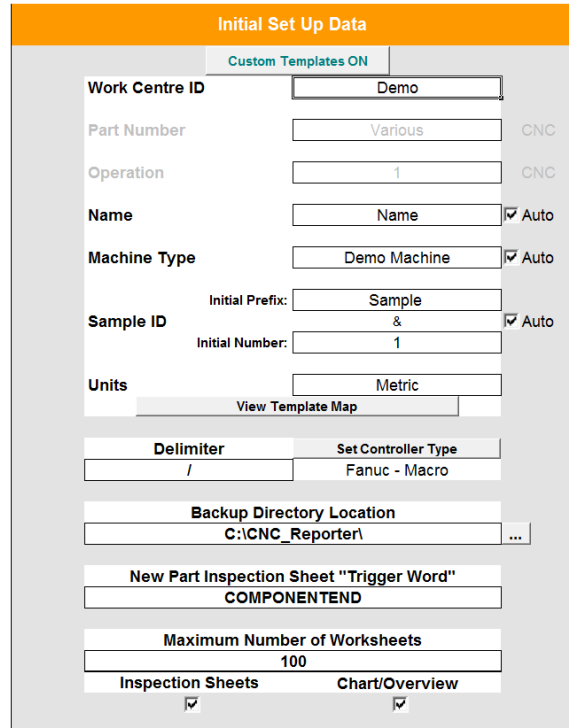 Initial Set Up Data
Custom Templates ON
Work Centre ID Demo
Part Number Various CNC
Operation 1 CNC
Name Name Auto
Machine Type Demo Machine Auto
Initial Prefix: Sample
Sample ID & Auto
Initial Number: 1
Units Metric
View Template Map
Delimiter Set Controller Type
/ Fanuc - Macro
Backup Directory Location
C:\CNC_Reporter\ ...
New Part Inspection Sheet "Trigger Word"
COMPONENTEND
Maximum Number of Worksheets
100
Inspection Sheets Chart/Overview